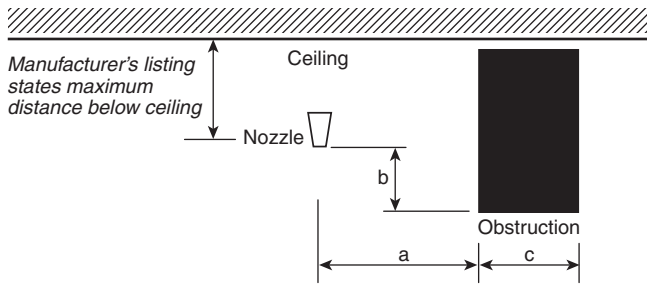 Manufacturer's listing
states maximum
distance below ceiling
Ceiling
Nozzle
b
Obstruction
a
c